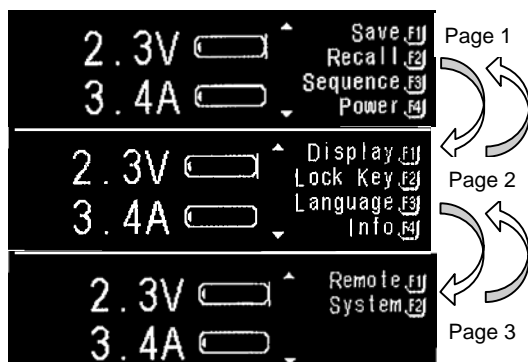 2.3V Save F1
Recall F2
3.4A Sequence F3
Power F4
Page 1
2.3V Display F1
Lock Key F2
3.4A Language F3
Info F4
Page 2
2.3V Remote F1
System F2
3.4A
Page 3